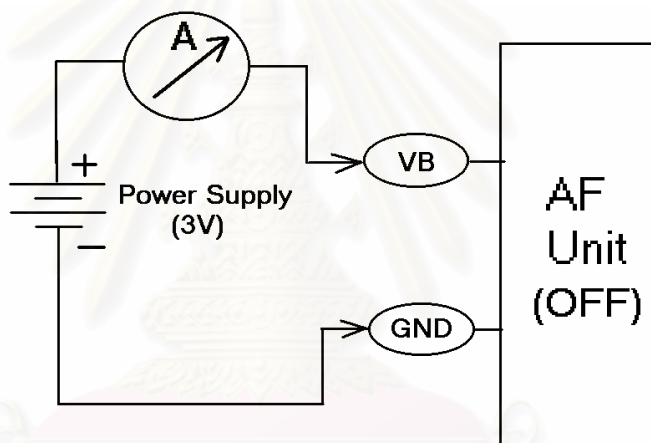 A
+
Power Supply
(3V)
−
VB
GND
AF
Unit
(OFF)